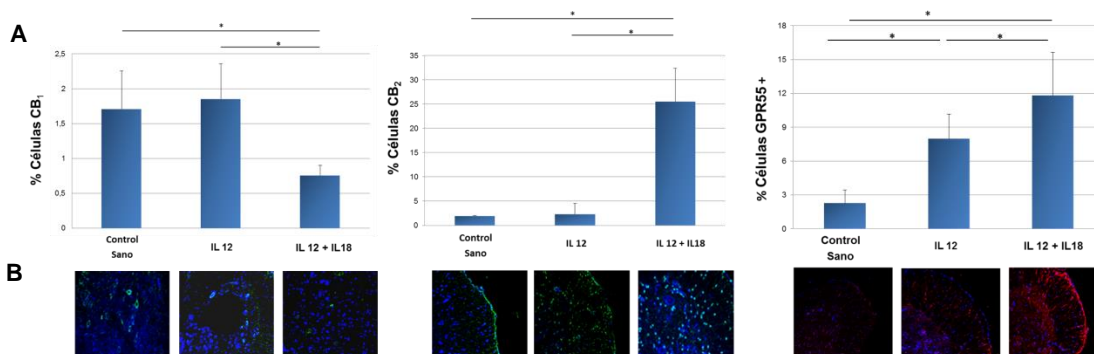 A
% Células CB1
*
*
2,5
2
1,5
1
0,5
0
Control
Sano
IL 12
IL 12 + IL18
% Células CB2
*
*
35
30
25
20
15
10
5
0
Control
Sano
IL 12
IL 12 + IL18
% Células GPR55 +
*
*
*
18
15
12
9
6
3
0
Control
Sano
IL 12
IL 12 + IL18
B